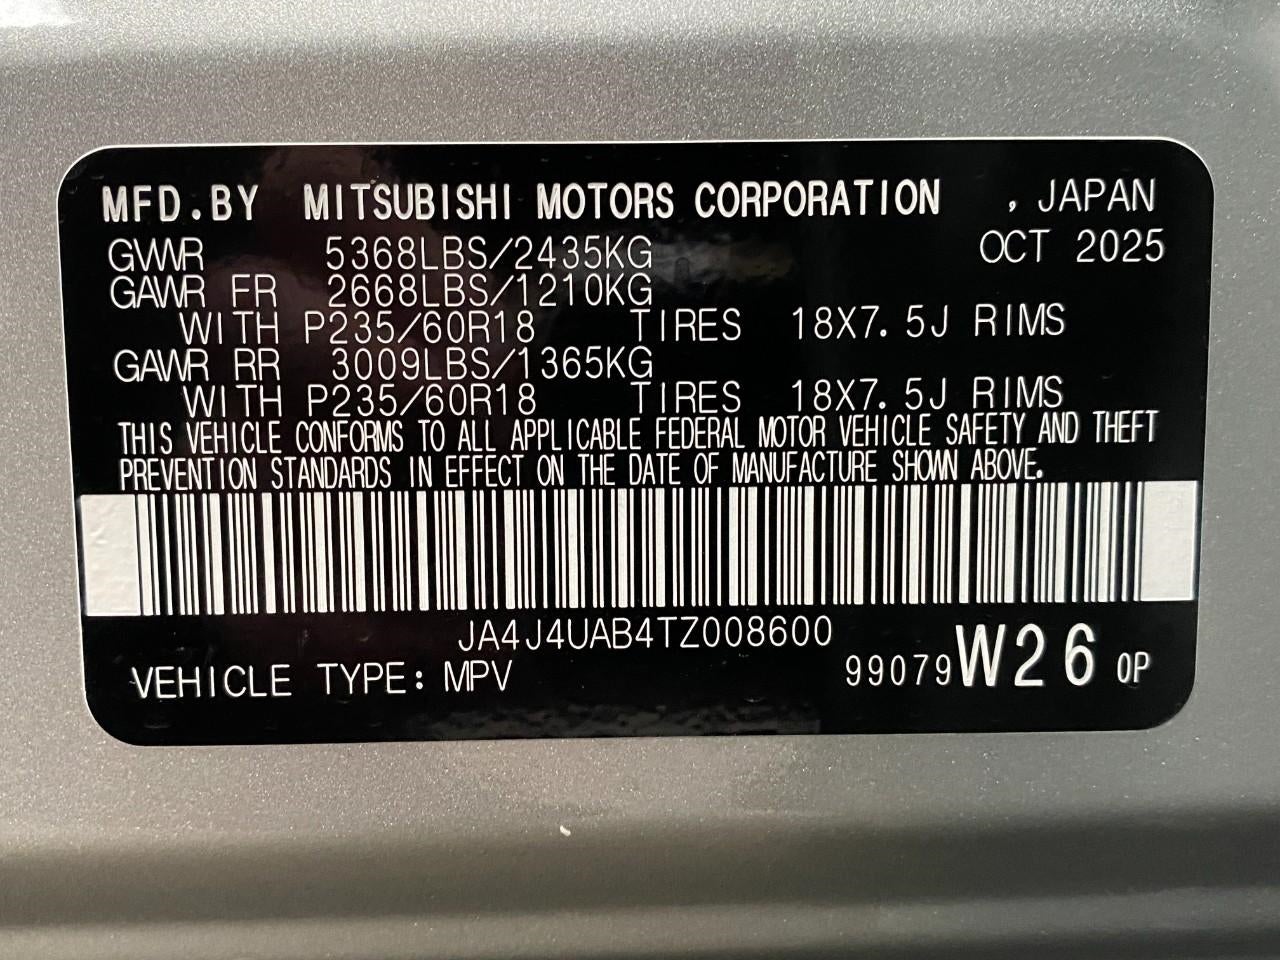 MFD.BY MITSUBISHI MOTORS CORPORATION , JAPAN
GVWR 5368LBS/2435KG OCT 2025
GAWR FR 2668LBS/1210KG
WITH P235/60R18 TIRES 18X7.5J RIMS
GAWR RR 3009LBS/1365KG
WITH P235/60R18 TIRES 18X7.5J RIMS
THIS VEHICLE CONFORMS TO ALL APPLICABLE FEDERAL MOTOR VEHICLE SAFETY AND THEFT
PREVENTION STANDARDS IN EFFECT ON THE DATE OF MANUFACTURE SHOWN ABOVE.
JA4J4UAB4TZ008600
VEHICLE TYPE: MPV 99079 W26 0P